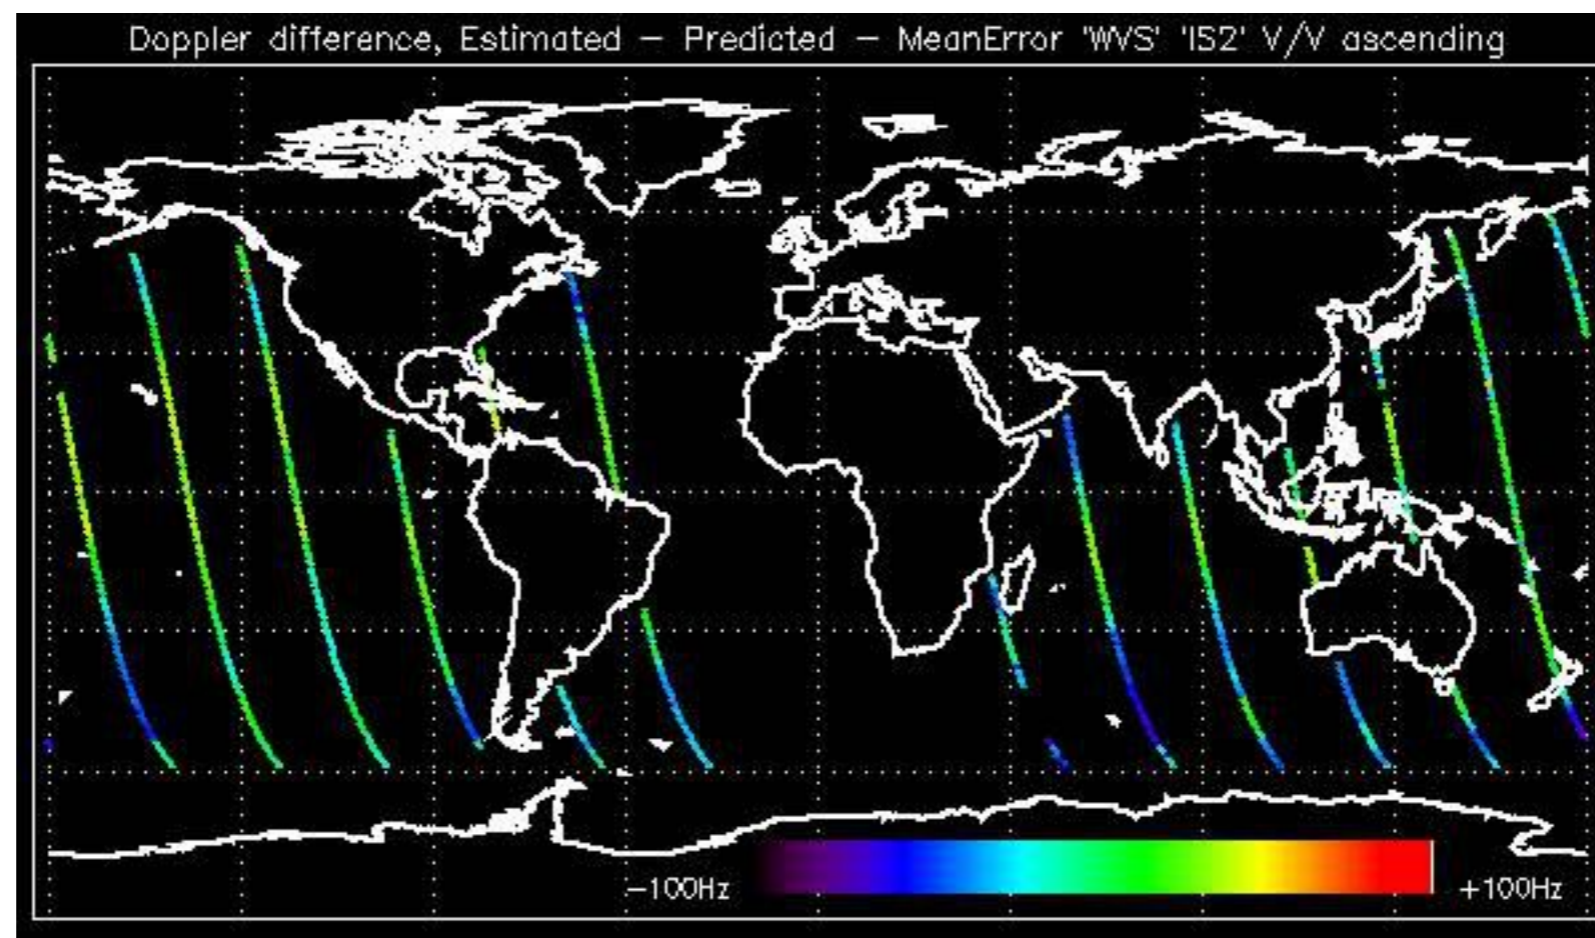 Doppler difference, Estimated – Predicted – MeanError 'WVS' 'IS2' V/V ascending
–100Hz +100Hz